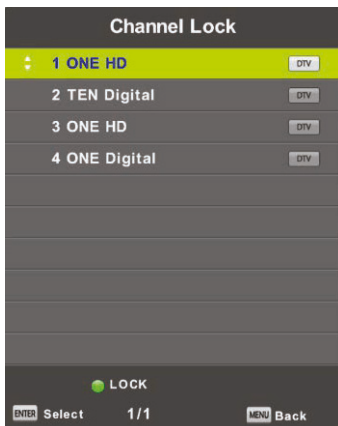 Channel Lock
1 ONE HD DTV
2 TEN Digital DTV
3 ONE HD DTV
4 ONE Digital DTV
LOCK
ENTER Select 1/1 MENU Back